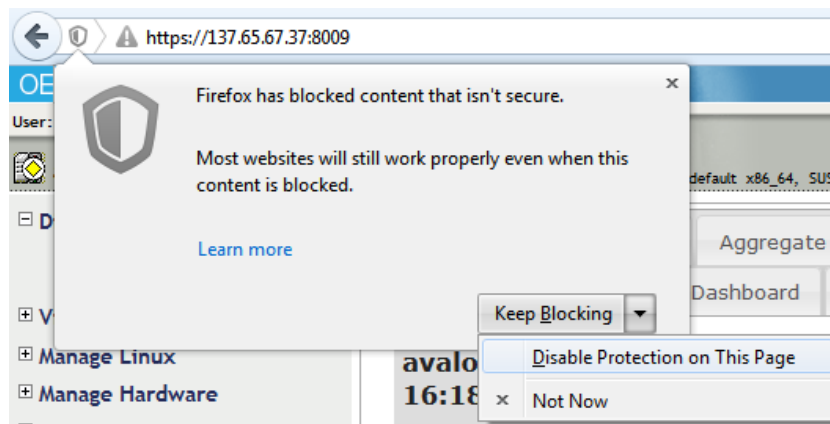 https://137.65.67.37:8009
OE
Firefox has blocked content that isn't secure.
User:
Most websites will still work properly even when this
content is blocked.
default x86_64, SUS
D
Learn more
Aggregate
Dashboard
Keep Blocking
V
Manage Linux
avalo
Disable Protection on This Page
Manage Hardware
16:18
Not Now